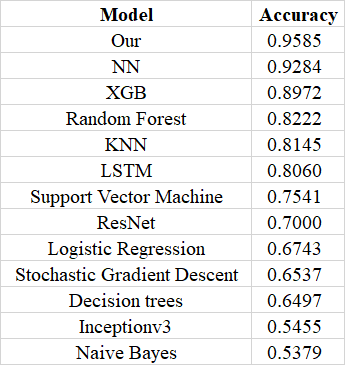 Model Accuracy
Our 0.9585
NN 0.9284
XGB 0.8972
Random Forest 0.8222
KNN 0.8145
LSTM 0.8060
Support Vector Machine 0.7541
ResNet 0.7000
Logistic Regression 0.6743
Stochastic Gradient Descent 0.6537
Decision trees 0.6497
Inceptionv3 0.5455
Naive Bayes 0.5379